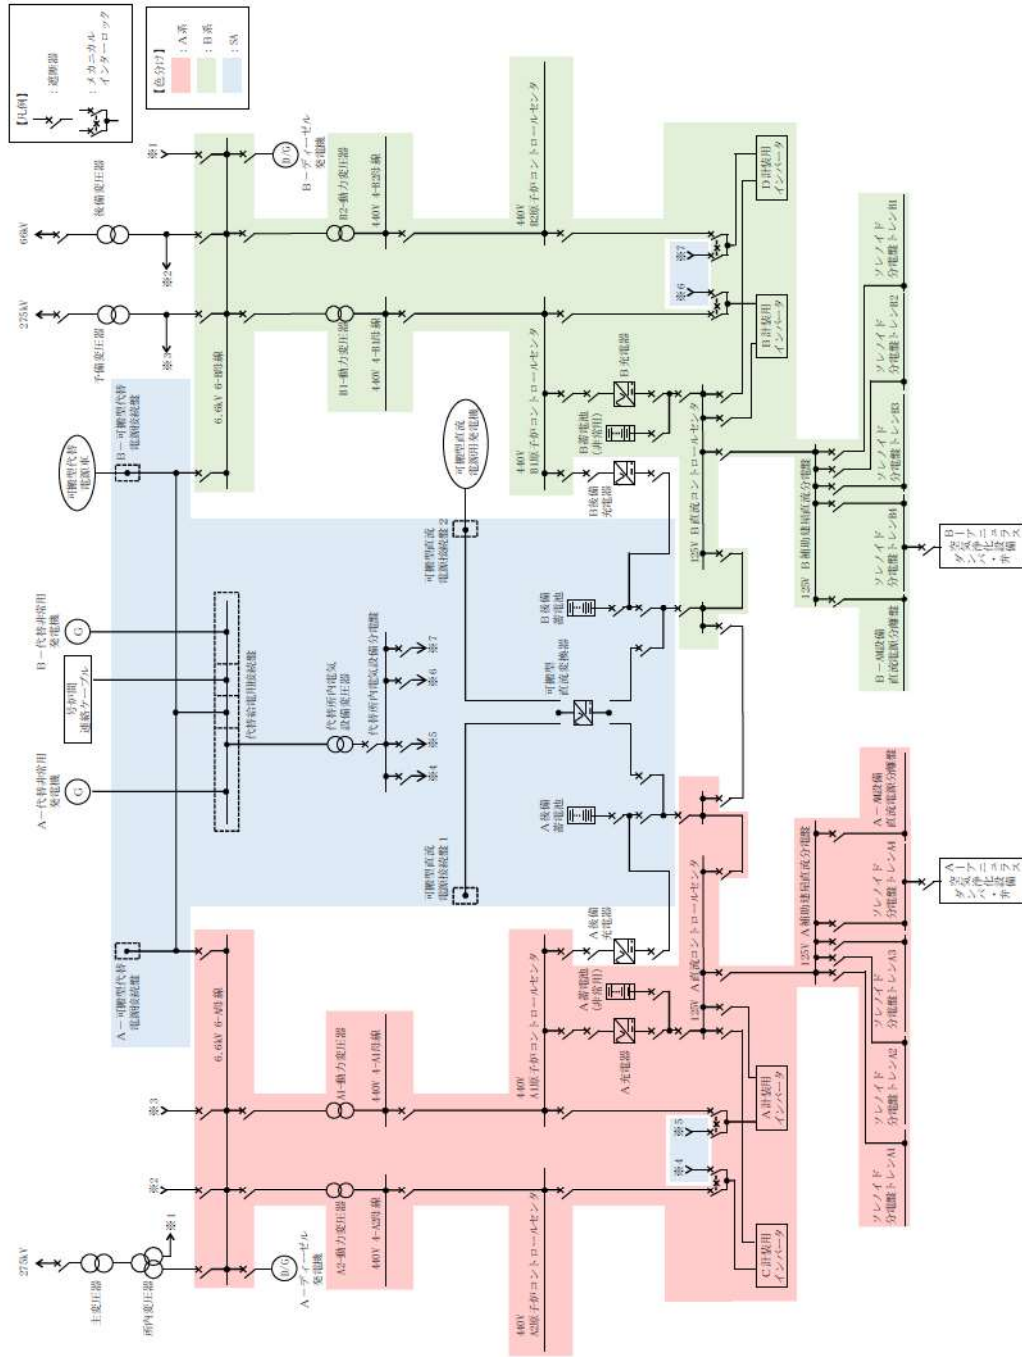 【凡例】
：遮断器
：メカニカル
インターロック
【色分け】
：A系
：B系
：SA
275kV
主変圧器
所内変圧器
※1
※2
※3
A－ディーゼル
発電機
D/G
6.6kV 6-A母線
A2-動力変圧器
440V 4-A2母線
A1-動力変圧器
440V 4-A1母線
440V
A2原子炉コントロールセンタ
440V
A1原子炉コントロールセンタ
※4
※5
C計装用
インバータ
A計装用
インバータ
A充電器
A蓄電池
(非常用)
A後備
充電器
125V A直流コントロールセンタ
125V A補助建屋直流分電盤
ソレノイド
分電盤トレンA1
ソレノイド
分電盤トレンA2
ソレノイド
分電盤トレンA3
ソレノイド
分電盤トレンA4
A－AM設備
直流電源分離盤
A－アニュラス
空気浄化設備
ダンパ・弁
A－可搬型代替
電源接続盤
A－代替非常用
発電機
G
号炉間
連絡ケーブル
B－代替非常用
発電機
G
代替給電用接続盤
代替所内電気
設備変圧器
代替所内電気設備分電盤
※4
※5
※6
※7
可搬型直流
電源接続盤1
可搬型直流
電源接続盤2
可搬型直流
電源用発電機
可搬型
直流変換器
A後備
蓄電池
B後備
蓄電池
可搬型代替
電源車
B－可搬型代替
電源接続盤
275kV
予備変圧器
※3
66kV
後備変圧器
※2
※1
6.6kV 6-B母線
D/G
B－ディーゼル
発電機
B1-動力変圧器
440V 4-B1母線
B2-動力変圧器
440V 4-B2母線
440V
B1原子炉コントロールセンタ
440V
B2原子炉コントロールセンタ
B後備
充電器
B蓄電池
(非常用)
B充電器
※6
※7
B計装用
インバータ
D計装用
インバータ
125V B直流コントロールセンタ
125V B補助建屋直流分電盤
B－AM設備
直流電源分離盤
ソレノイド
分電盤トレンB4
ソレノイド
分電盤トレンB3
ソレノイド
分電盤トレンB2
ソレノイド
分電盤トレンB1
B－アニュラス
空気浄化設備
ダンパ・弁